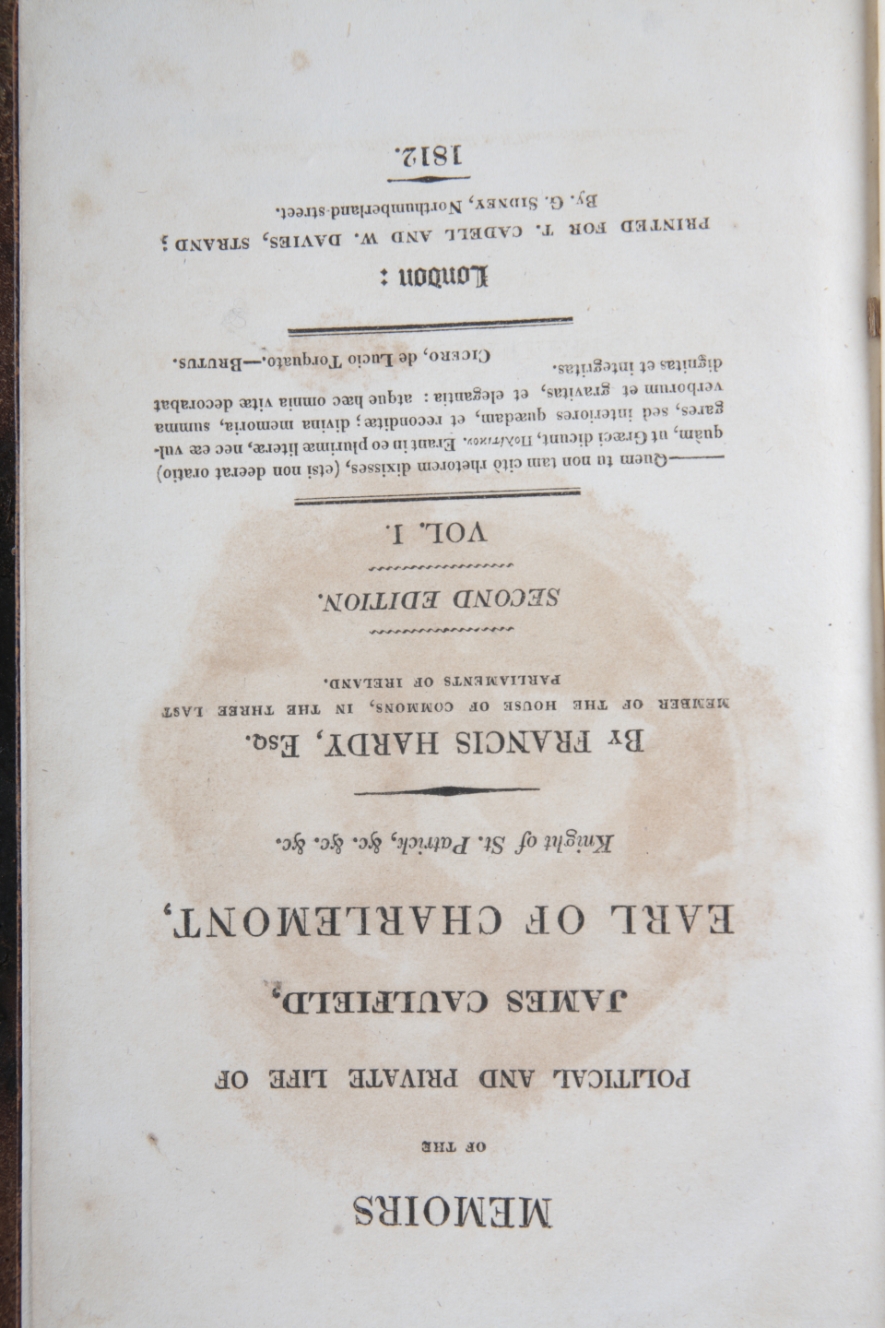 MEMOIRS
OF THE
POLITICAL AND PRIVATE LIFE OF
JAMES CAULFIELD,
EARL OF CHARLEMONT,
Knight of St. Patrick, &c. &c. &c.
By FRANCIS HARDY, Esq.
MEMBER OF THE HOUSE OF COMMONS, IN THE THREE LAST
PARLIAMENTS OF IRELAND.
SECOND EDITION.
VOL. I.
——Quem tu non tam citò rhetorem dixisses, (etsi non deerat oratio)
quàm, ut Græci dicunt, Πολιτικον. Erant in eo plurimæ literæ, nec eæ vul-
gares, sed interiores quædam, et reconditæ; divina memoria, summa
verborum et gravitas, et elegantia: atque hæc omnia vitæ decorabat
dignitas et integritas.
CICERO, de Lucio Torquato.—BRUTUS.
London:
PRINTED FOR T. CADELL AND W. DAVIES, STRAND;
By. G. SIDNEY, Northumberland-street.
1812.